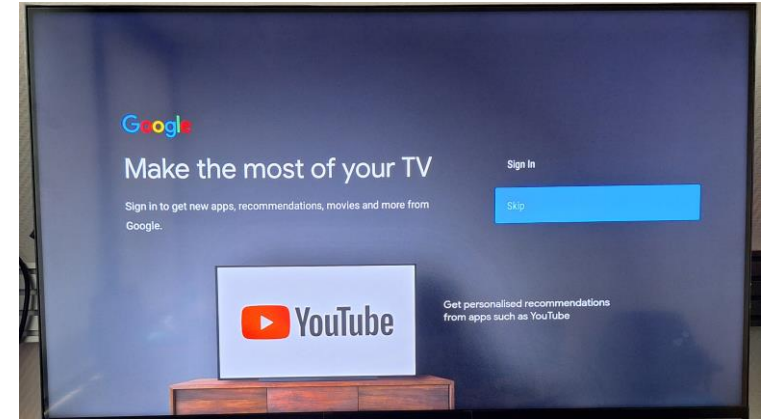 Google
Make the most of your TV
Sign in to get new apps, recommendations, movies and more from
Google.
Sign In
Skip
YouTube
Get personalised recommendations
from apps such as YouTube